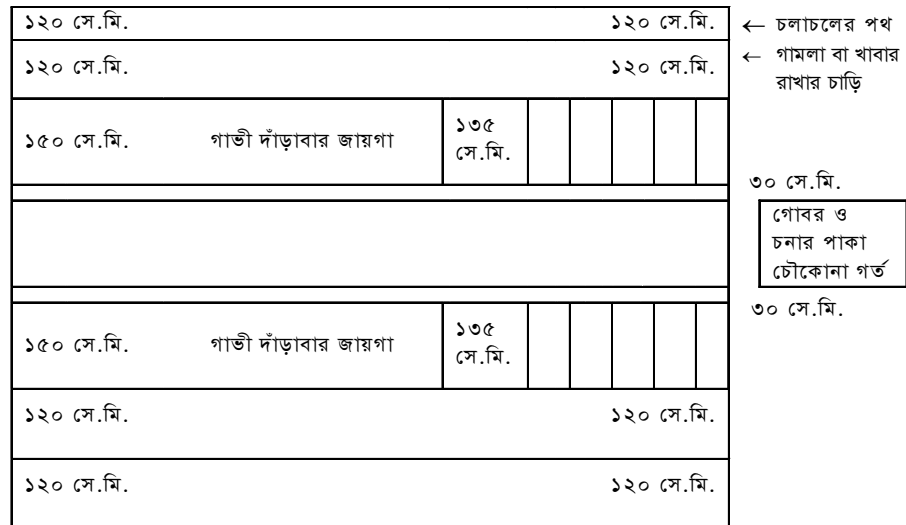 ১২০ সে.মি. ১২০ সে.মি. ← চলাচলের পথ
১২০ সে.মি. ১২০ সে.মি. ← গামলা বা খাবার
রাখার চাড়ি
১৫০ সে.মি. গাভী দাঁড়াবার জায়গা ১৩৫
সে.মি.
৩০ সে.মি.
গোবর ও
চনার পাকা
চৌকোনা গর্ত
৩০ সে.মি.
১৫০ সে.মি. গাভী দাঁড়াবার জায়গা ১৩৫
সে.মি.
১২০ সে.মি. ১২০ সে.মি.
১২০ সে.মি. ১২০ সে.মি.